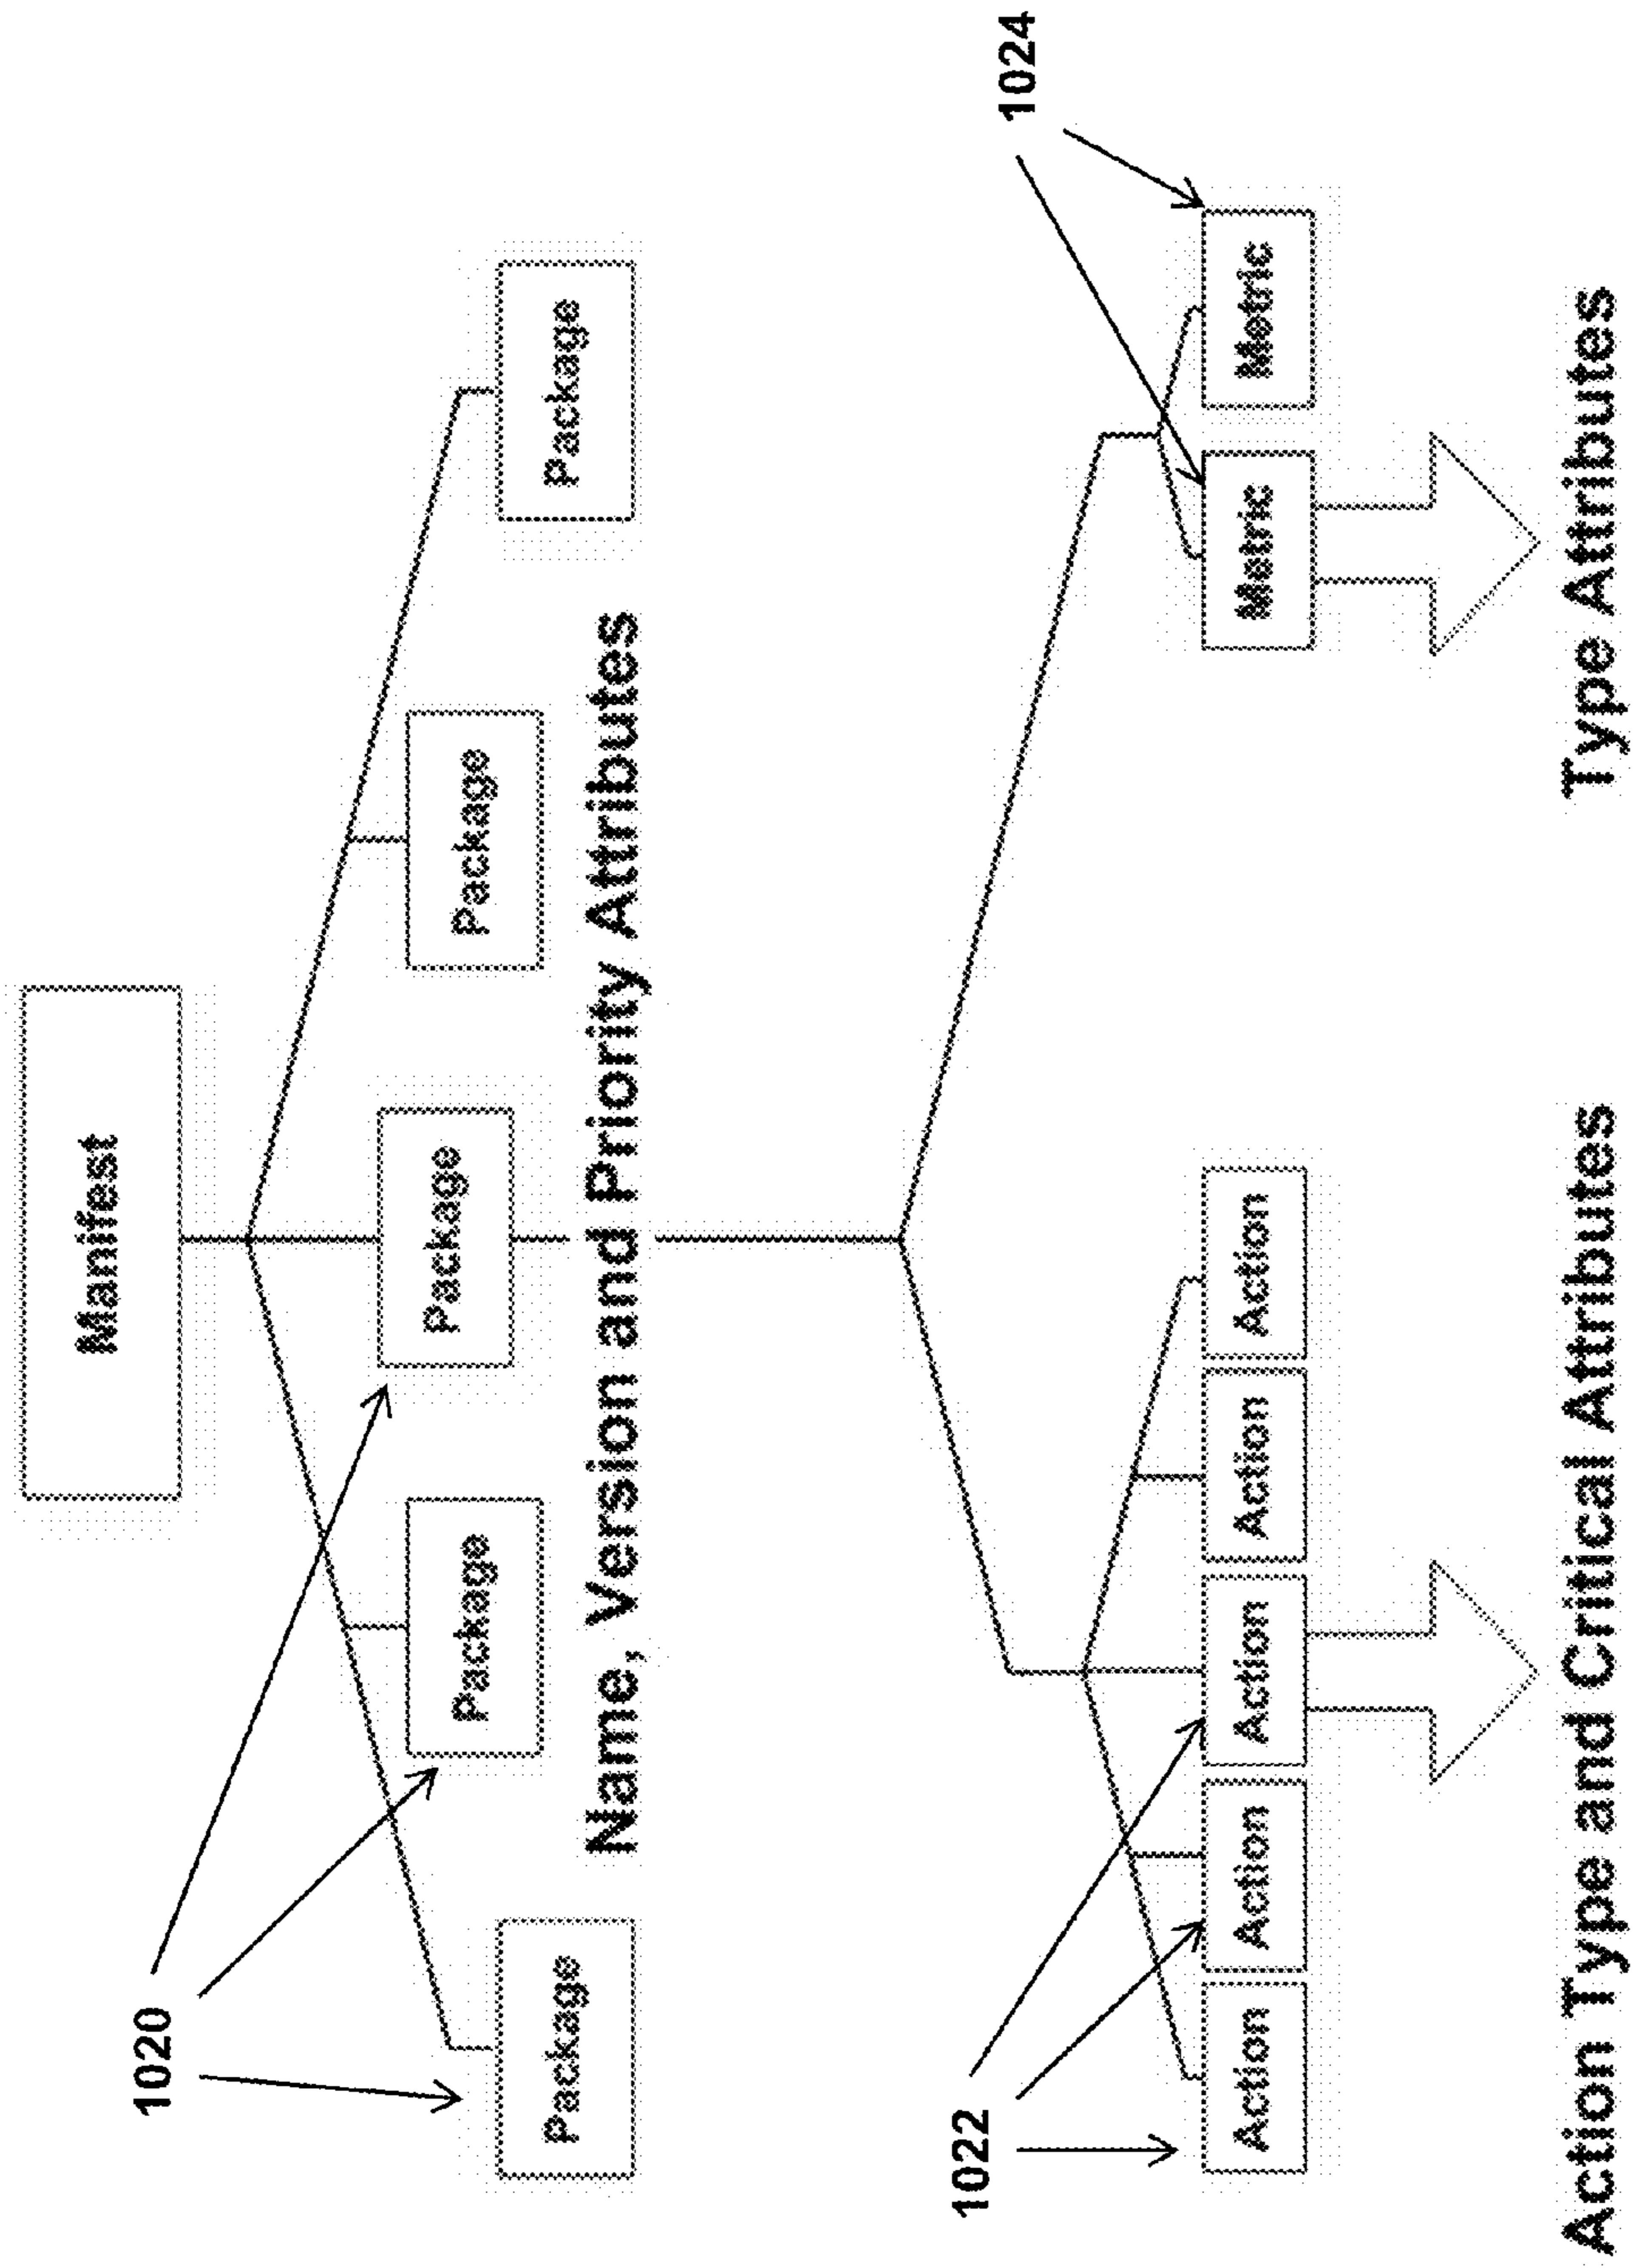 Manifest
1020
Package
Package
Package
Package
Package
Name, Version and Priority Attributes
1022
1024
Action
Action
Action
Action
Action
Metric
Metric
Action Type and Critical Attributes
Type Attributes